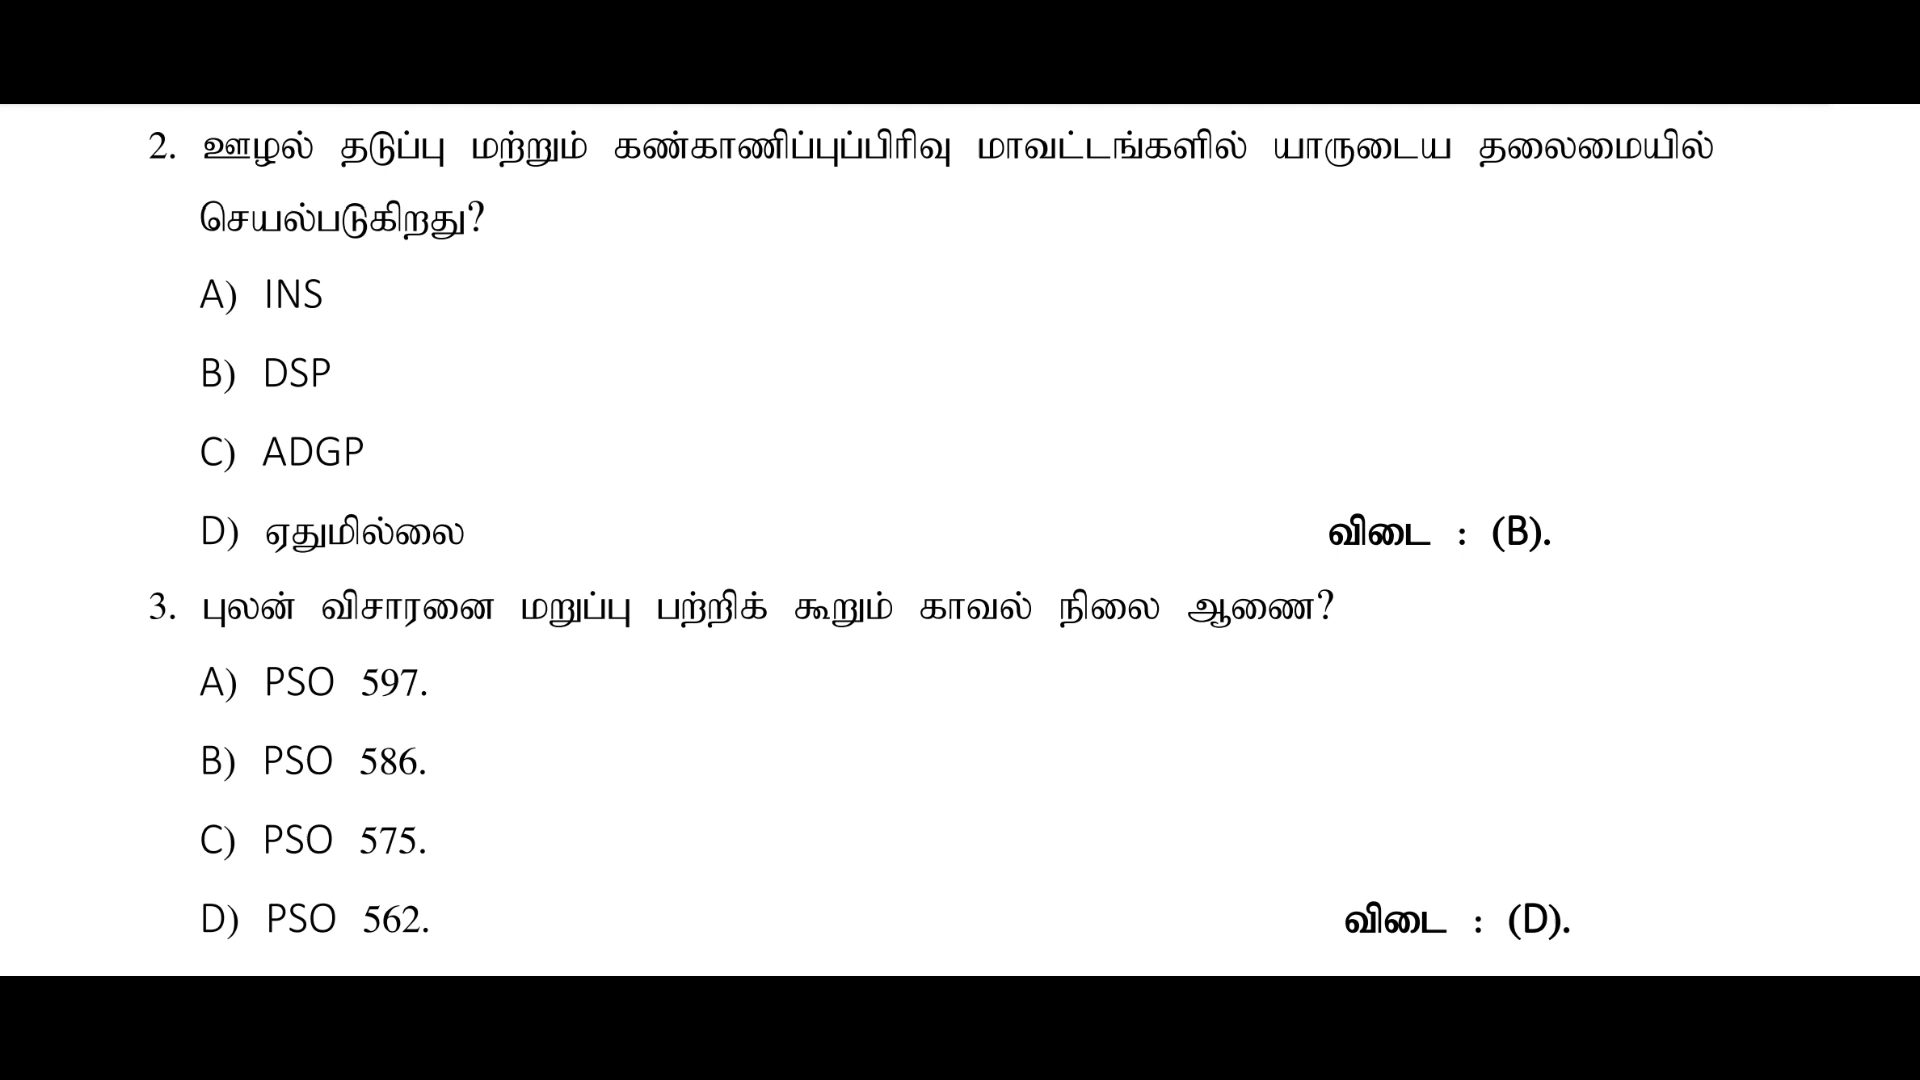 2. ஊழல் தடுப்பு மற்றும் கண்காணிப்புப்பிரிவு மாவட்டங்களில் யாருடைய தலைமையில்
செயல்படுகிறது?
A) INS
B) DSP
C) ADGP
D) ஏதுமில்லை விடை : (B).
3. புலன் விசாரனை மறுப்பு பற்றிக் கூறும் காவல் நிலை ஆணை?
A) PSO 597.
B) PSO 586.
C) PSO 575.
D) PSO 562. விடை : (D).